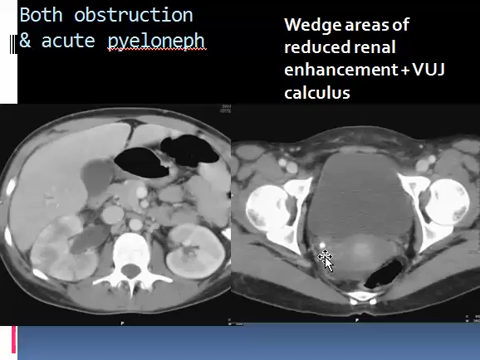 Both obstruction
& acute pyeloneph
Wedge areas of
reduced renal
enhancement + VUJ
calculus